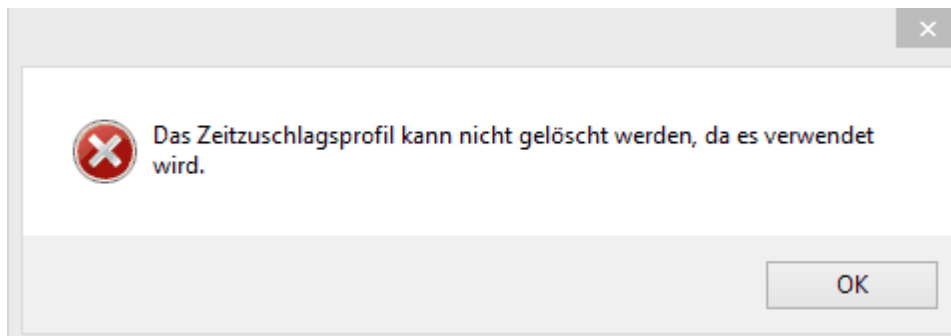 Das Zeitzuschlagsprofil kann nicht gelöscht werden, da es verwendet
wird.
OK